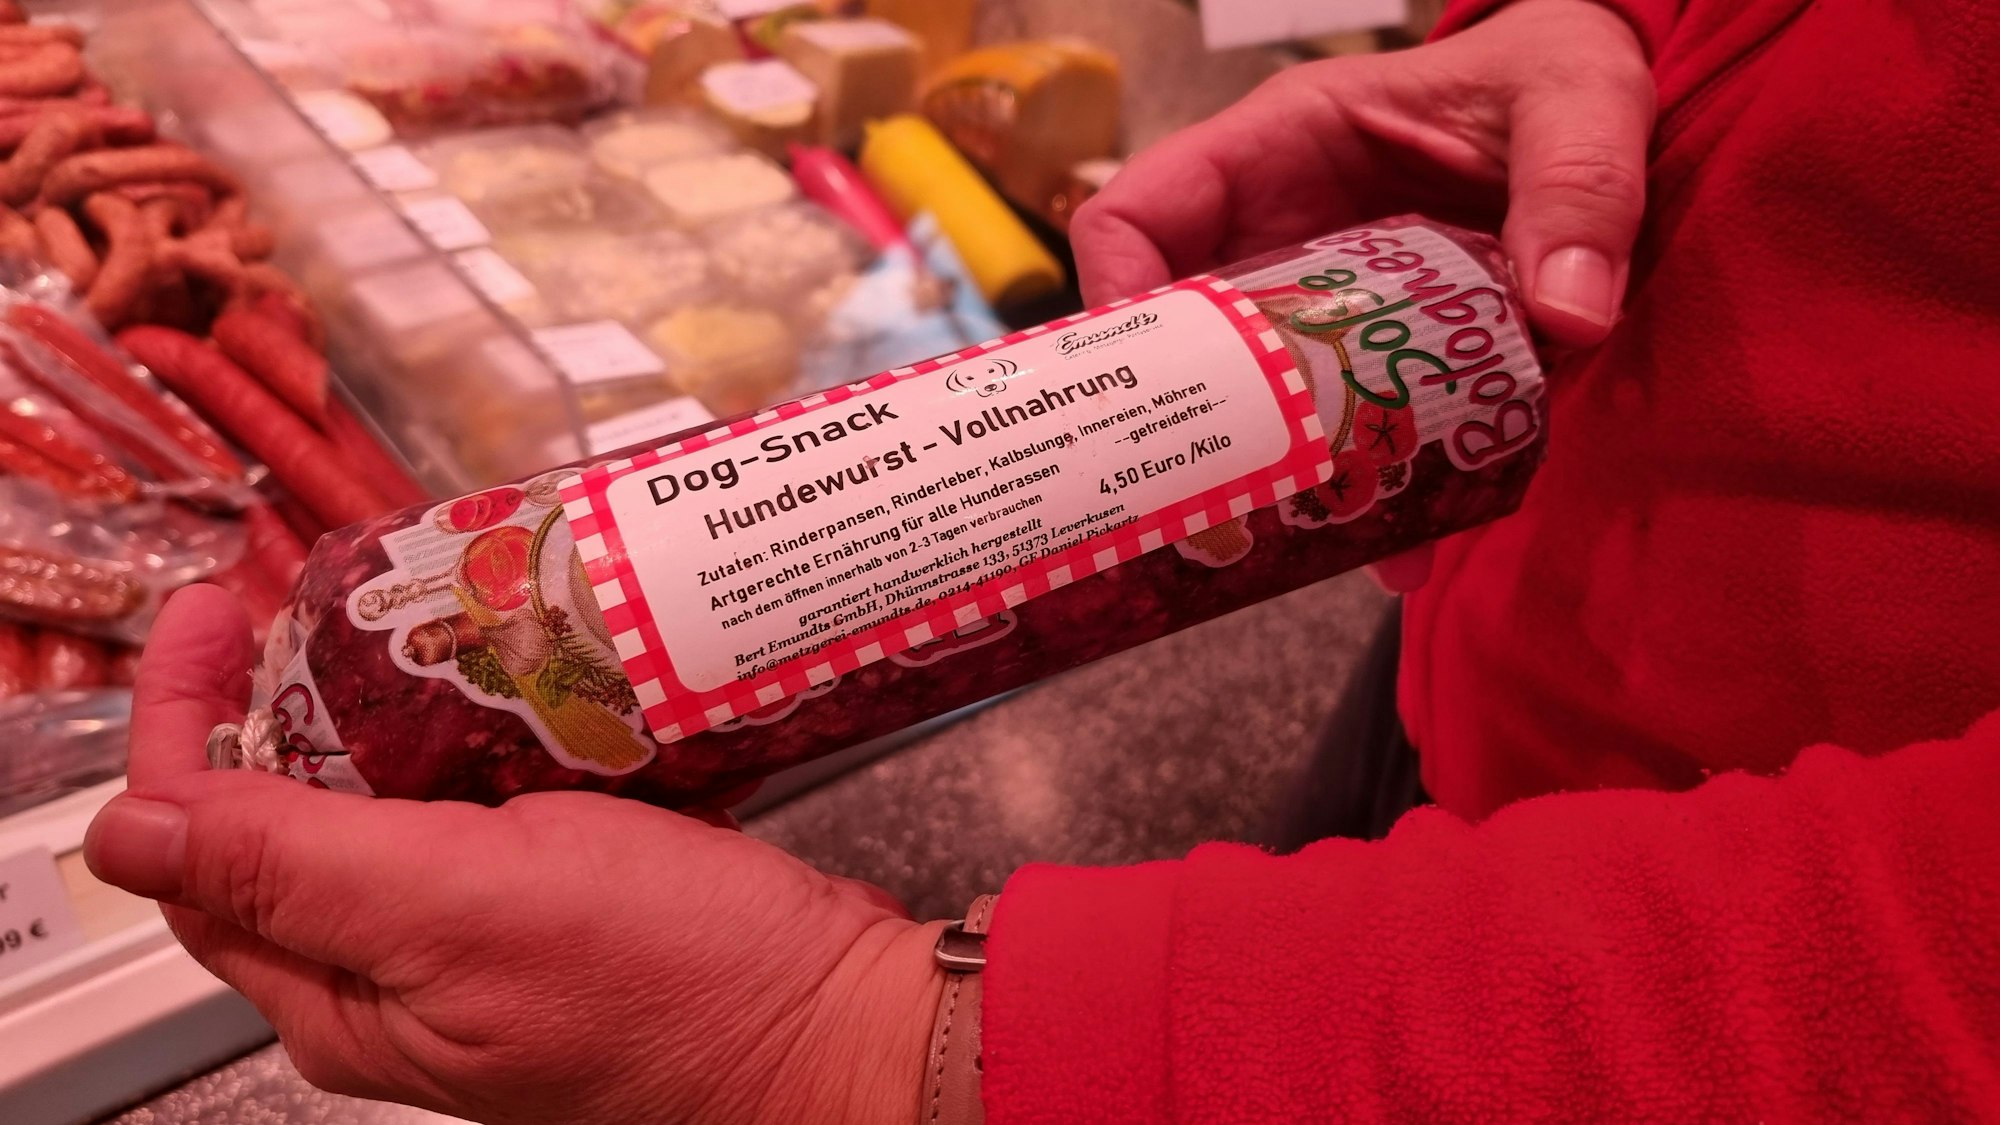 Emundts
Dog-Snack
Hundewurst - Vollnahrung
Zutaten: Rinderpansen, Rinderleber, Kalbslunge, Innereien, Möhren
Artgerechte Ernährung für alle Hunderassen
--getreidefrei--
nach dem öffnen innerhalb von 2-3 Tagen verbrauchen
4,50 Euro /Kilo
garantiert handwerklich hergestellt
Bert Emundts GmbH, Dhünnstrasse 133, 51373 Leverkusen
info@metzgerei-emundts.de, 0214-41190, GF Daniel Pickartz
Soße
Bolognese
99 €